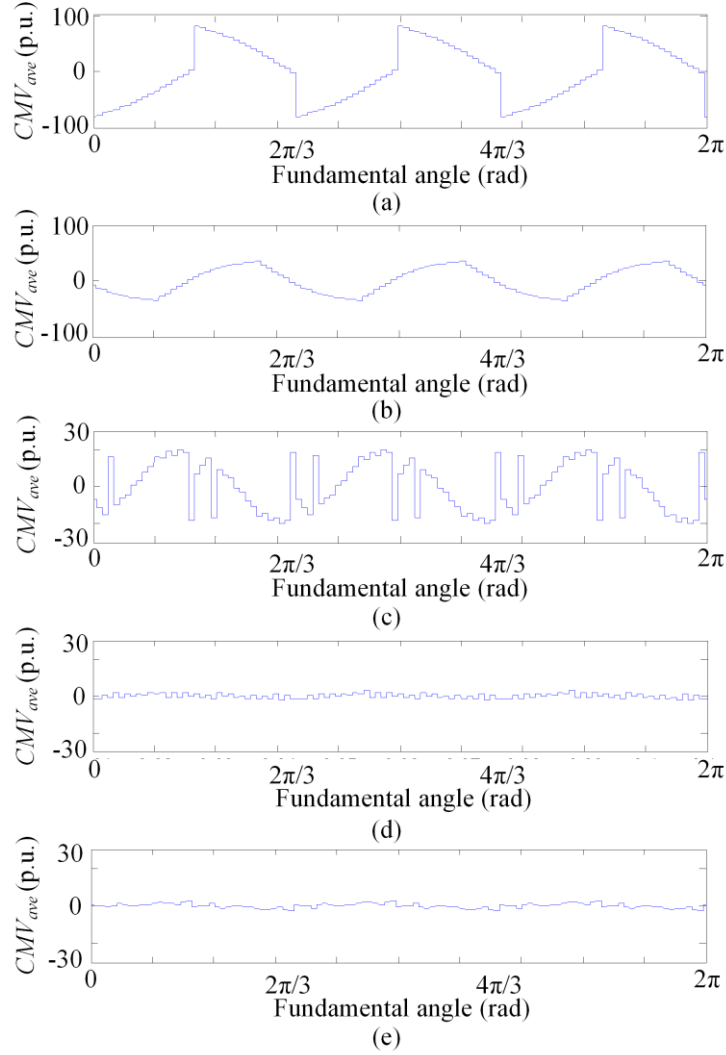 CMVave (p.u.)
100
0
-100
0 2π/3 4π/3 2π
Fundamental angle (rad)
(a)
CMVave (p.u.)
100
0
-100
0 2π/3 4π/3 2π
Fundamental angle (rad)
(b)
CMVave (p.u.)
30
0
-30
0 2π/3 4π/3 2π
Fundamental angle (rad)
(c)
CMVave (p.u.)
30
0
-30
0 2π/3 4π/3 2π
Fundamental angle (rad)
(d)
CMVave (p.u.)
30
0
-30
0 2π/3 4π/3 2π
Fundamental angle (rad)
(e)